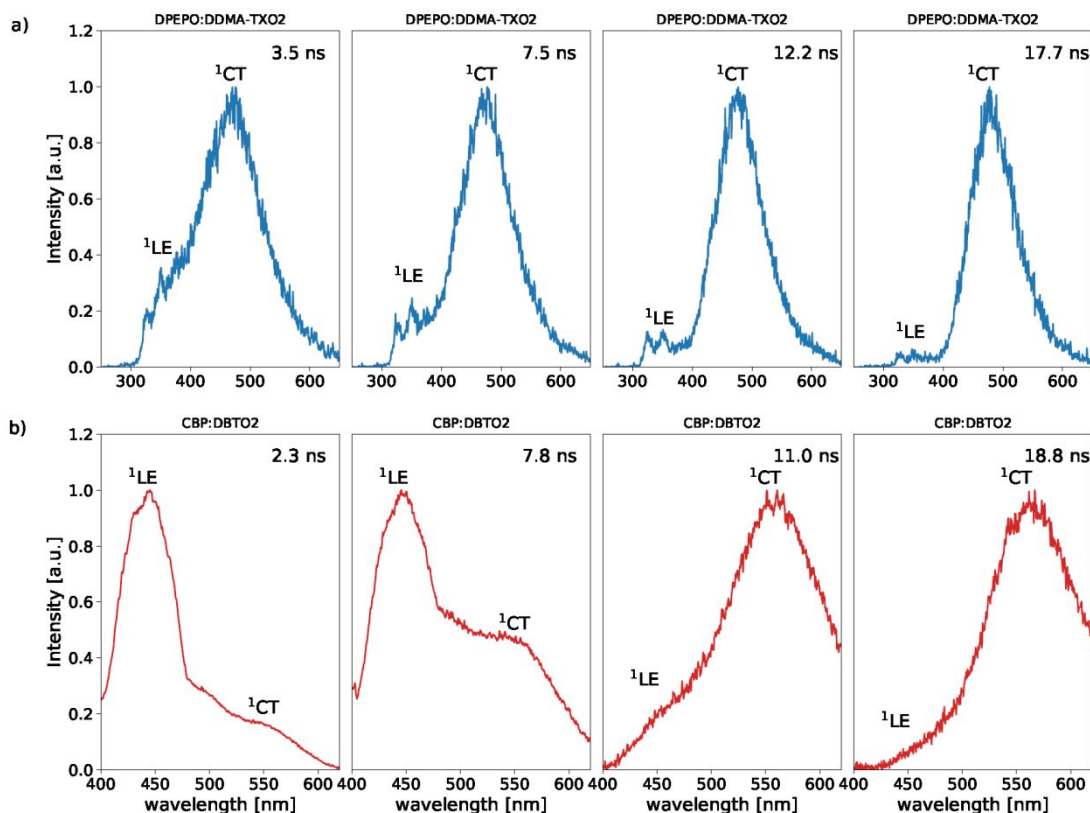 a)
DPEPO:DDMA-TXO2
DPEPO:DDMA-TXO2
DPEPO:DDMA-TXO2
DPEPO:DDMA-TXO2
Intensity [a.u.]
1.2
1.0
0.8
0.6
0.4
0.2
0.0
3.5 ns
¹CT
¹LE
7.5 ns
¹CT
¹LE
12.2 ns
¹CT
¹LE
17.7 ns
¹CT
¹LE
300 400 500 600
300 400 500 600
300 400 500 600
300 400 500 600
b)
CBP:DBTO2
CBP:DBTO2
CBP:DBTO2
CBP:DBTO2
Intensity [a.u.]
1.2
1.0
0.8
0.6
0.4
0.2
0.0
2.3 ns
¹LE
¹CT
7.8 ns
¹LE
¹CT
11.0 ns
¹CT
¹LE
18.8 ns
¹CT
¹LE
400 450 500 550 600
400 450 500 550 600
400 450 500 550 600
400 450 500 550 600
wavelength [nm]
wavelength [nm]
wavelength [nm]
wavelength [nm]